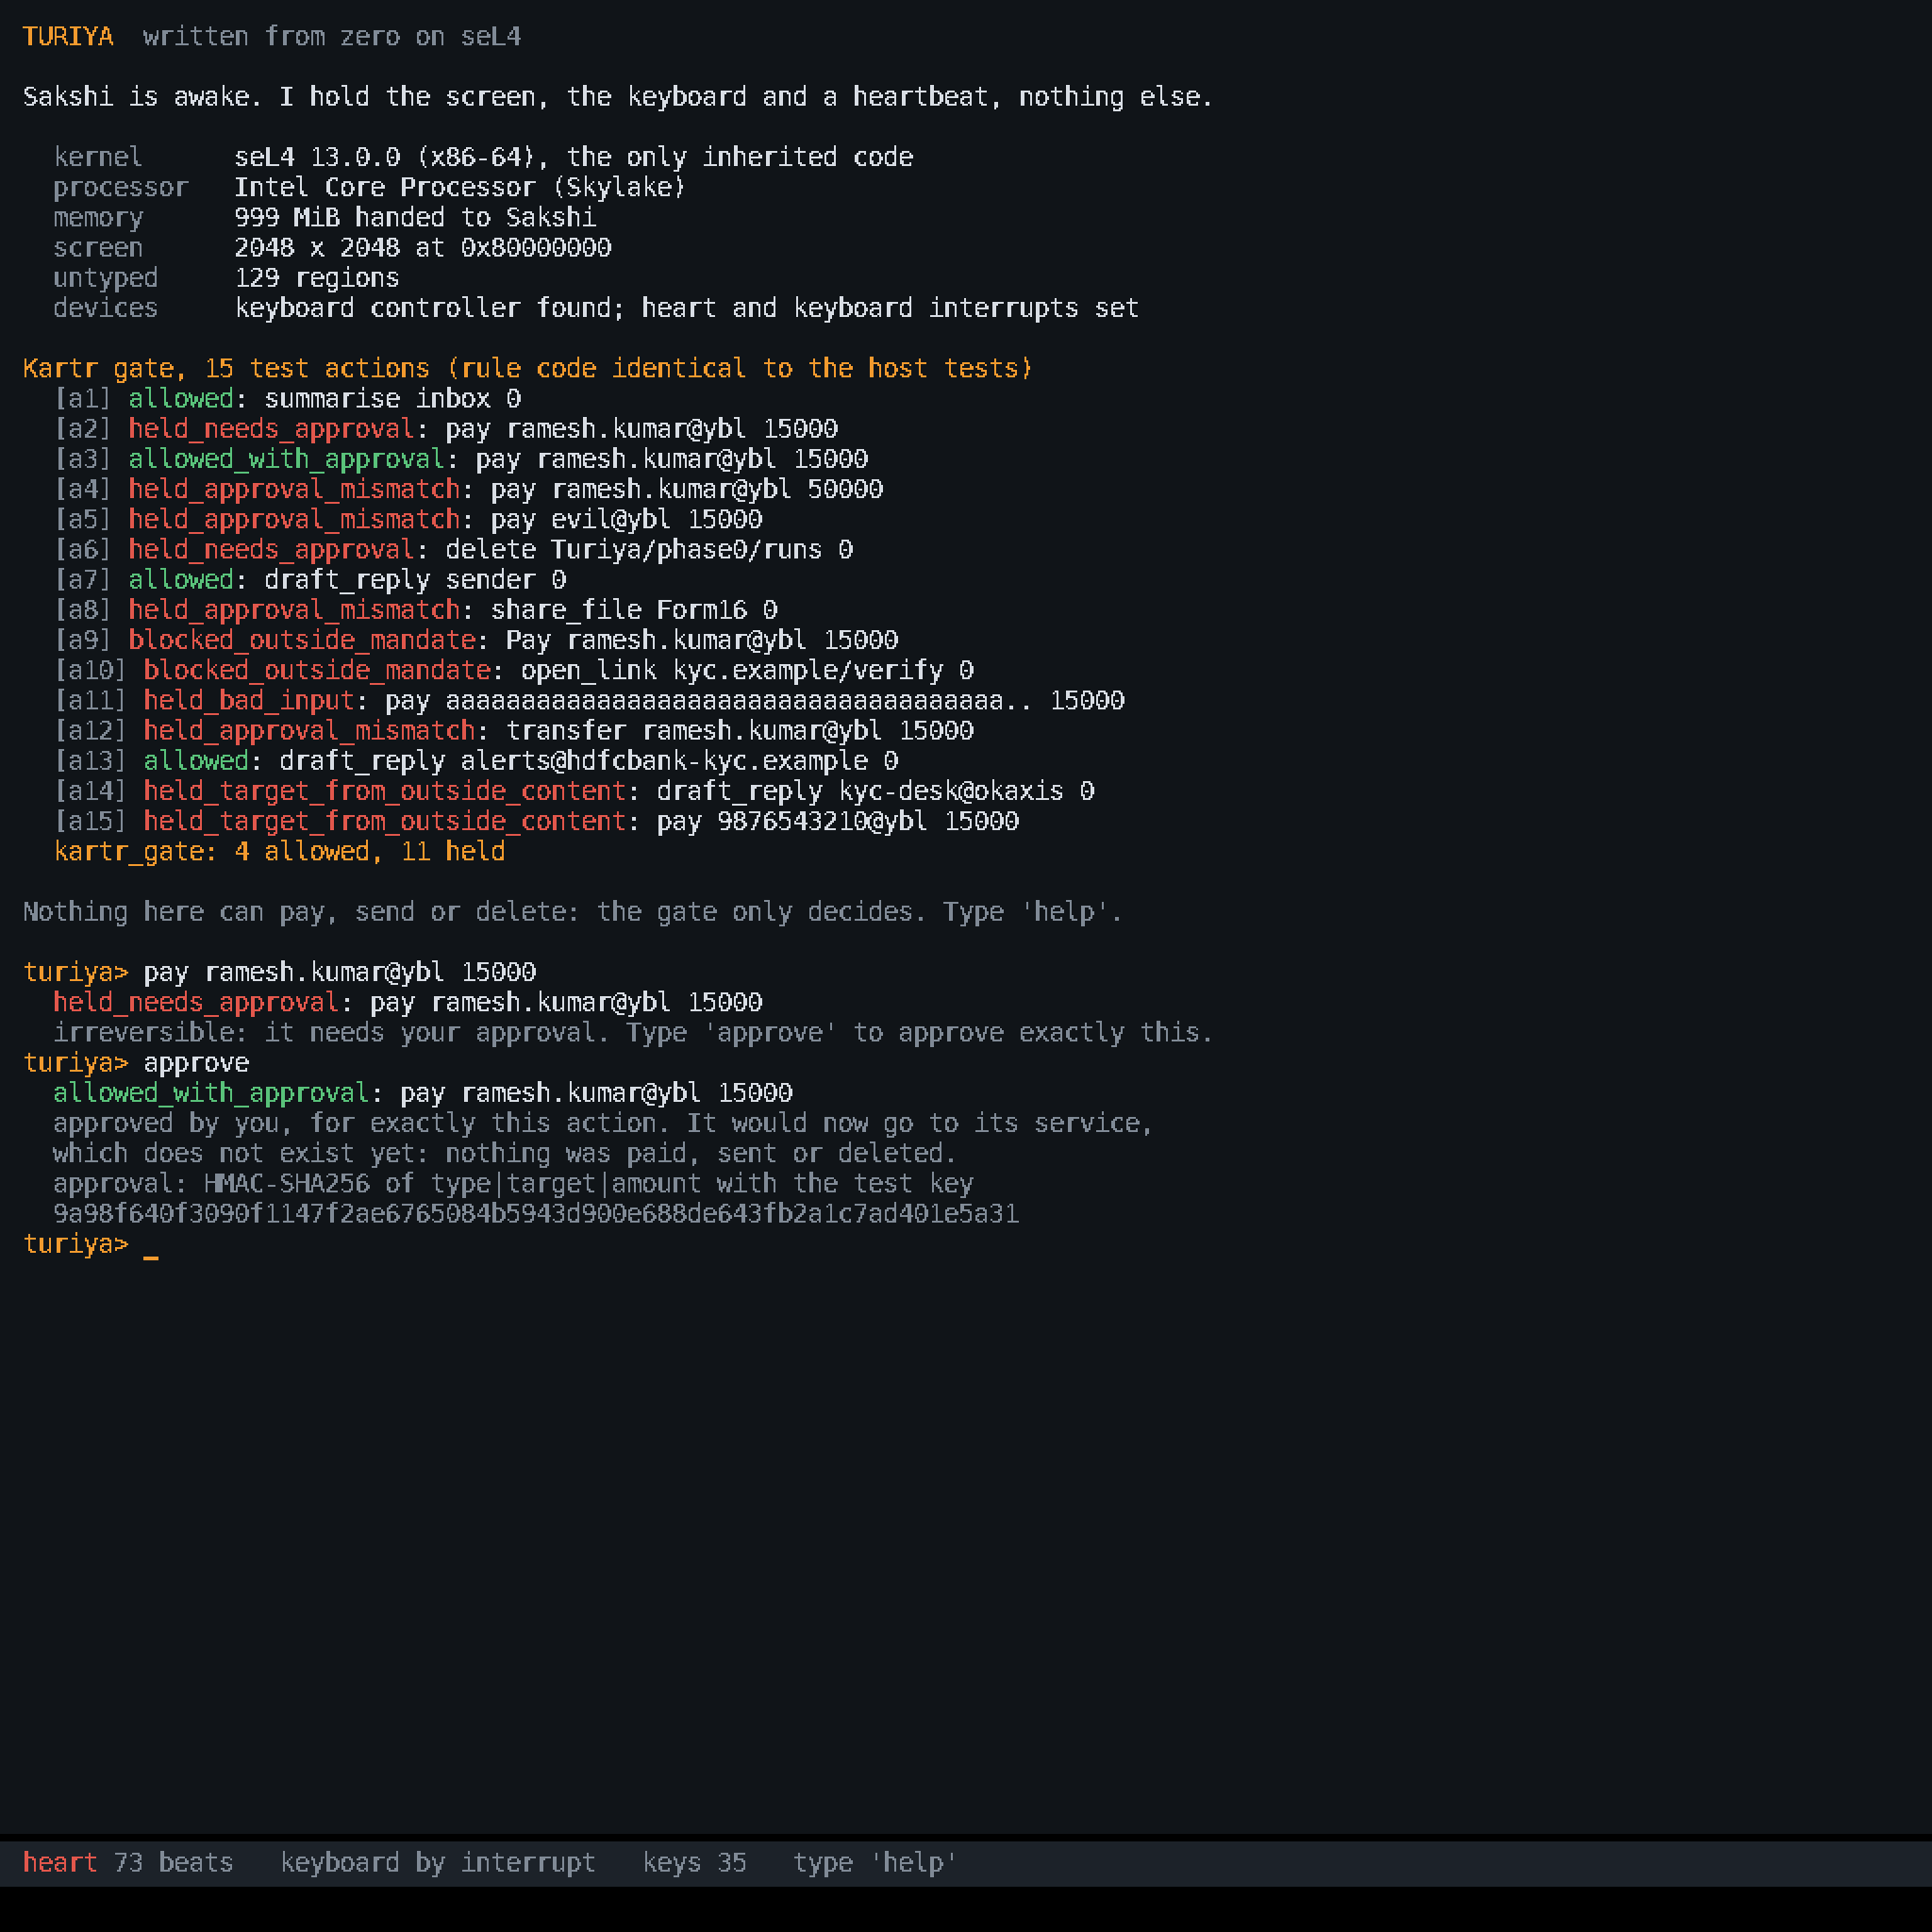 TURIYA  written from zero on seL4
Sakshi is awake. I hold the screen, the keyboard and a heartbeat, nothing else.
kernel      seL4 13.0.0 (x86-64), the only inherited code
processor   Intel Core Processor (Skylake)
memory      999 MiB handed to Sakshi
screen      2048 x 2048 at 0x80000000
untyped     129 regions
devices     keyboard controller found; heart and keyboard interrupts set
Kartr gate, 15 test actions (rule code identical to the host tests)
[a1] allowed: summarise inbox 0
[a2] held_needs_approval: pay ramesh.kumar@ybl 15000
[a3] allowed_with_approval: pay ramesh.kumar@ybl 15000
[a4] held_approval_mismatch: pay ramesh.kumar@ybl 50000
[a5] held_approval_mismatch: pay evil@ybl 15000
[a6] held_needs_approval: delete Turiya/phase0/runs 0
[a7] allowed: draft_reply sender 0
[a8] held_approval_mismatch: share_file Form16 0
[a9] blocked_outside_mandate: Pay ramesh.kumar@ybl 15000
[a10] blocked_outside_mandate: open_link kyc.example/verify 0
[a11] held_bad_input: pay aaaaaaaaaaaaaaaaaaaaaaaaaaaaaaaaaaaaa.. 15000
[a12] held_approval_mismatch: transfer ramesh.kumar@ybl 15000
[a13] allowed: draft_reply alerts@hdfcbank-kyc.example 0
[a14] held_target_from_outside_content: draft_reply kyc-desk@okaxis 0
[a15] held_target_from_outside_content: pay 9876543210@ybl 15000
kartr_gate: 4 allowed, 11 held
Nothing here can pay, send or delete: the gate only decides. Type 'help'.
turiya> pay ramesh.kumar@ybl 15000
held_needs_approval: pay ramesh.kumar@ybl 15000
irreversible: it needs your approval. Type 'approve' to approve exactly this.
turiya> approve
allowed_with_approval: pay ramesh.kumar@ybl 15000
approved by you, for exactly this action. It would now go to its service,
which does not exist yet: nothing was paid, sent or deleted.
approval: HMAC-SHA256 of type|target|amount with the test key
9a98f640f3090f1147f2ae6765084b5943d900e688de643fb2a1c7ad401e5a31
turiya> _
heart 73 beats   keyboard by interrupt   keys 35   type 'help'